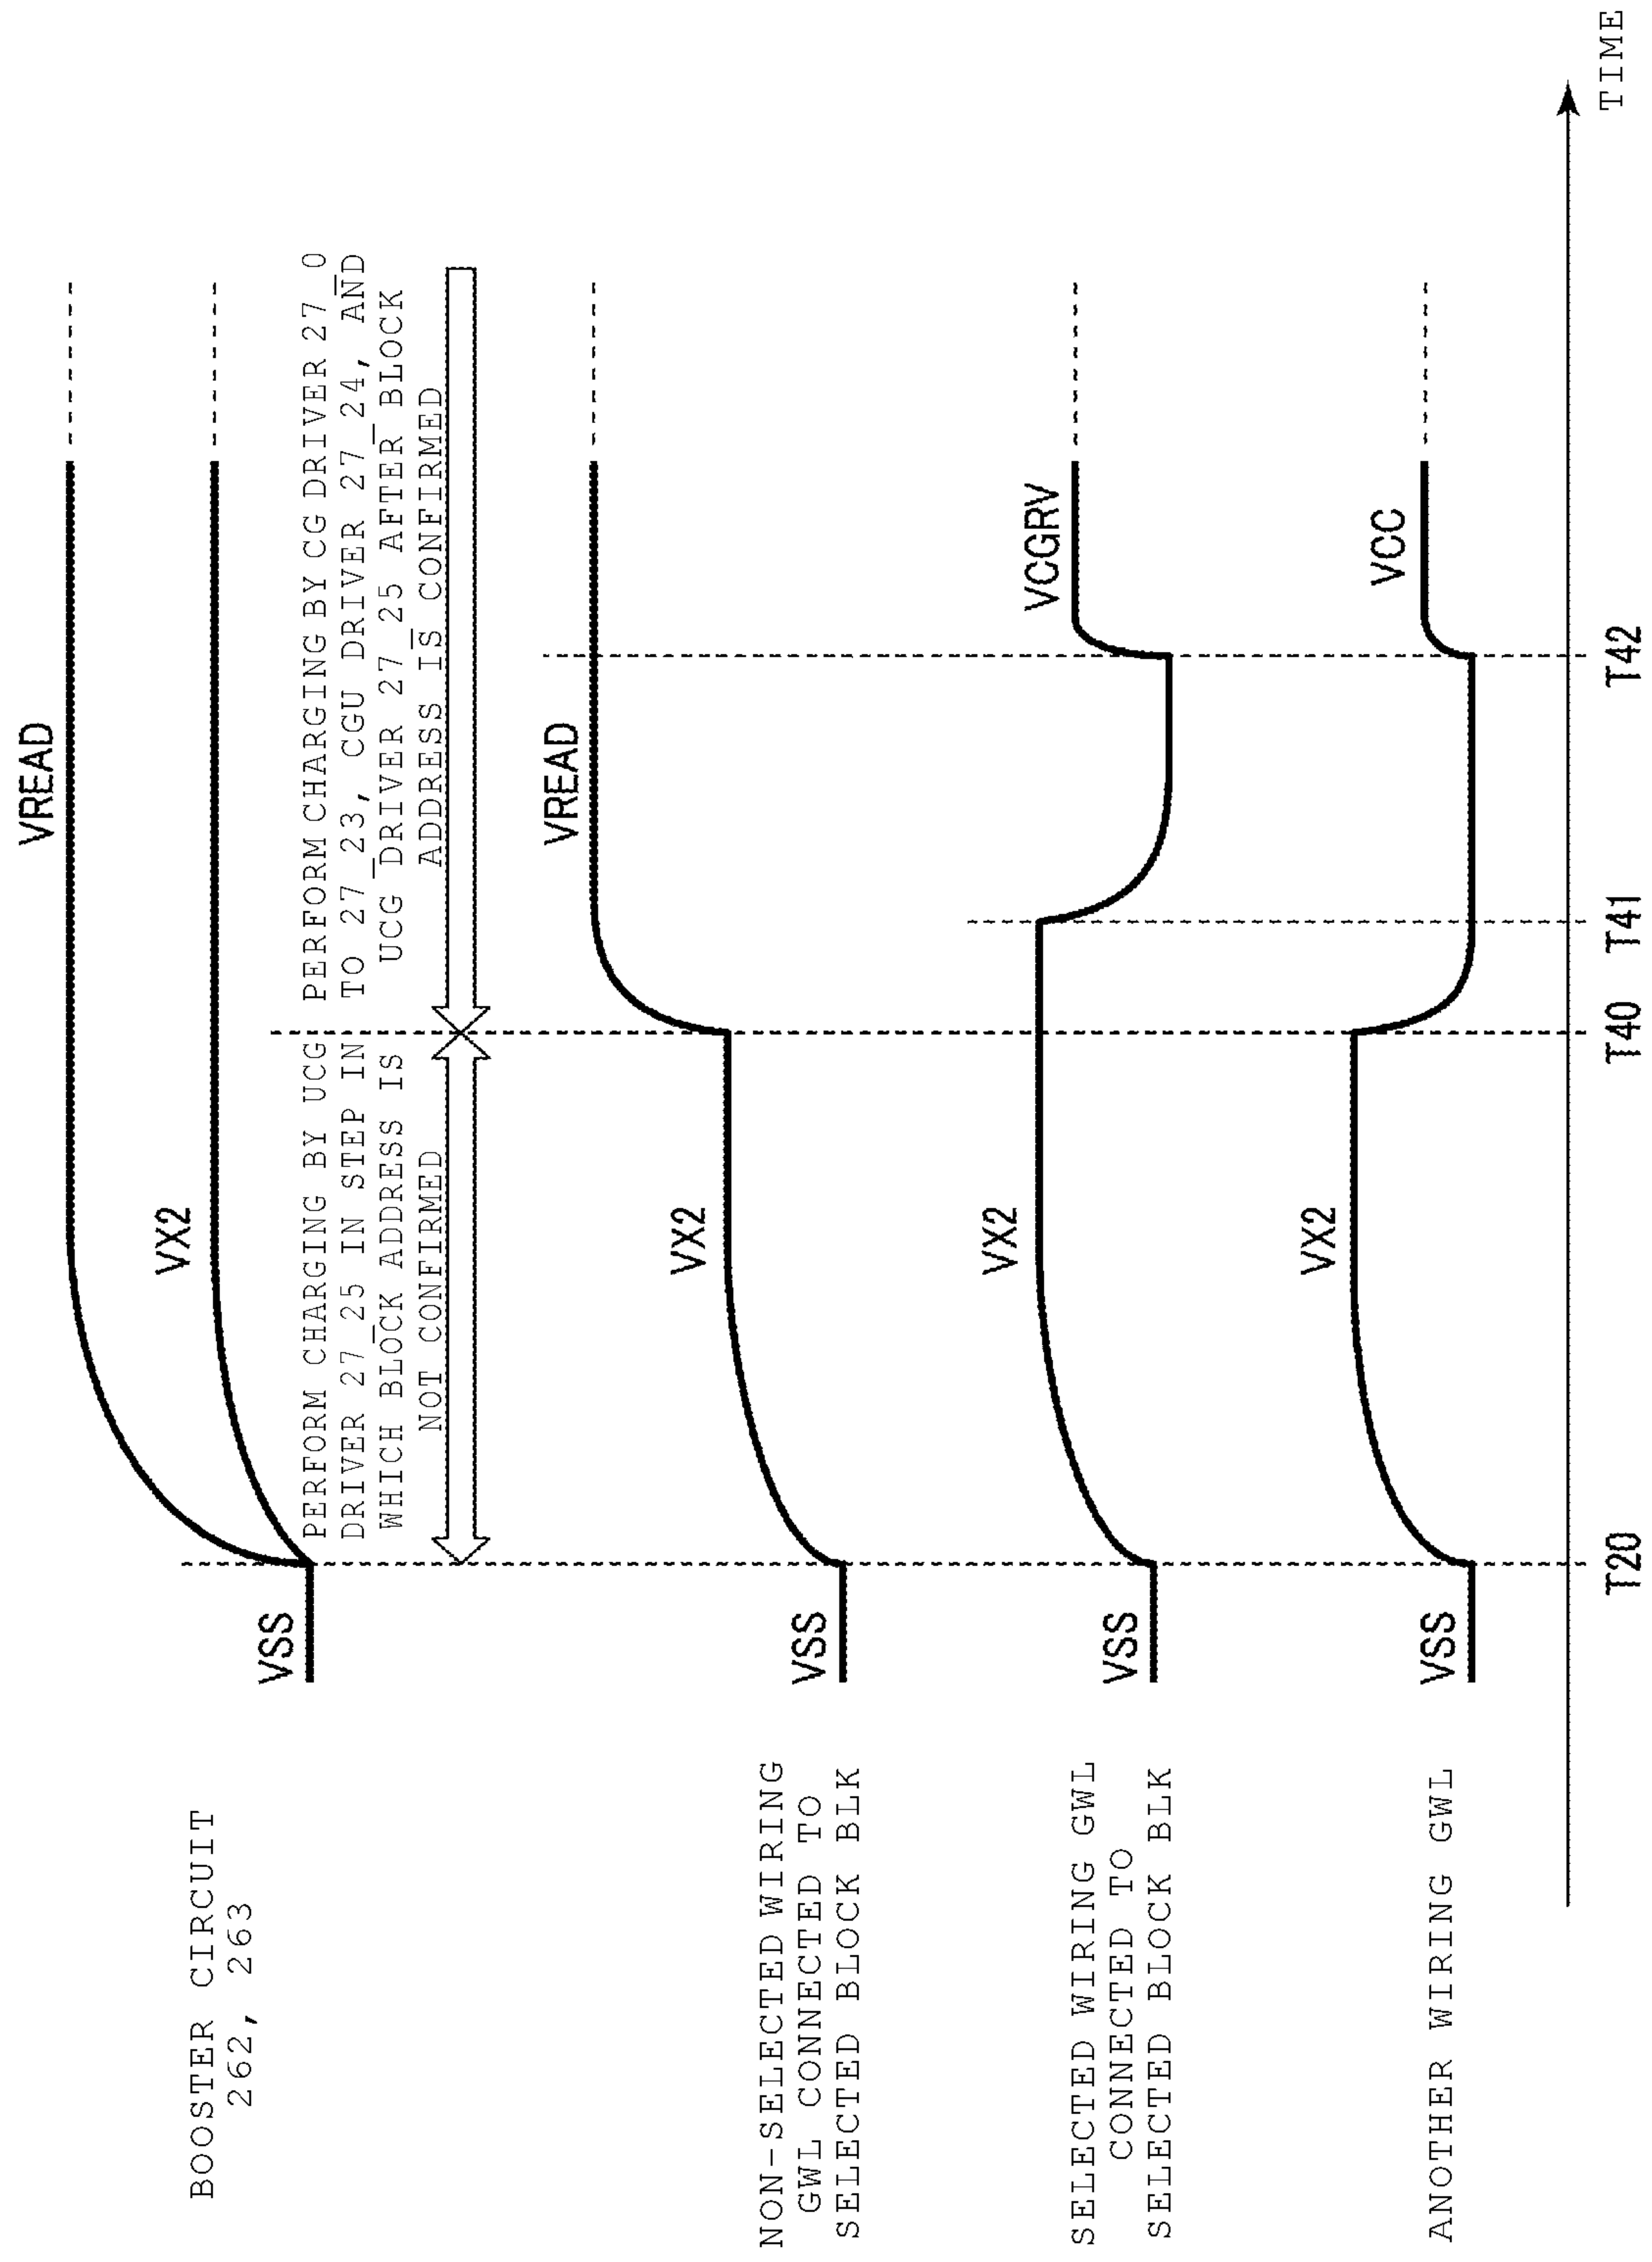 VREAD
VX2
VSS
BOOSTER CIRCUIT
262, 263
PERFORM CHARGING BY UCG
DRIVER 27_25 IN STEP IN
WHICH BLOCK ADDRESS IS
NOT CONFIRMED
PERFORM CHARGING BY CG DRIVER 27_0
TO 27_23, CGU DRIVER 27_24, AND
UCG DRIVER 27_25 AFTER BLOCK
ADDRESS IS CONFIRMED
VREAD
VX2
VSS
NON-SELECTED WIRING
GWL CONNECTED TO
SELECTED BLOCK BLK
VCGRV
VX2
VSS
SELECTED WIRING GWL
CONNECTED TO
SELECTED BLOCK BLK
VCC
VX2
VSS
ANOTHER WIRING GWL
T20
T40
T41
T42
TIME